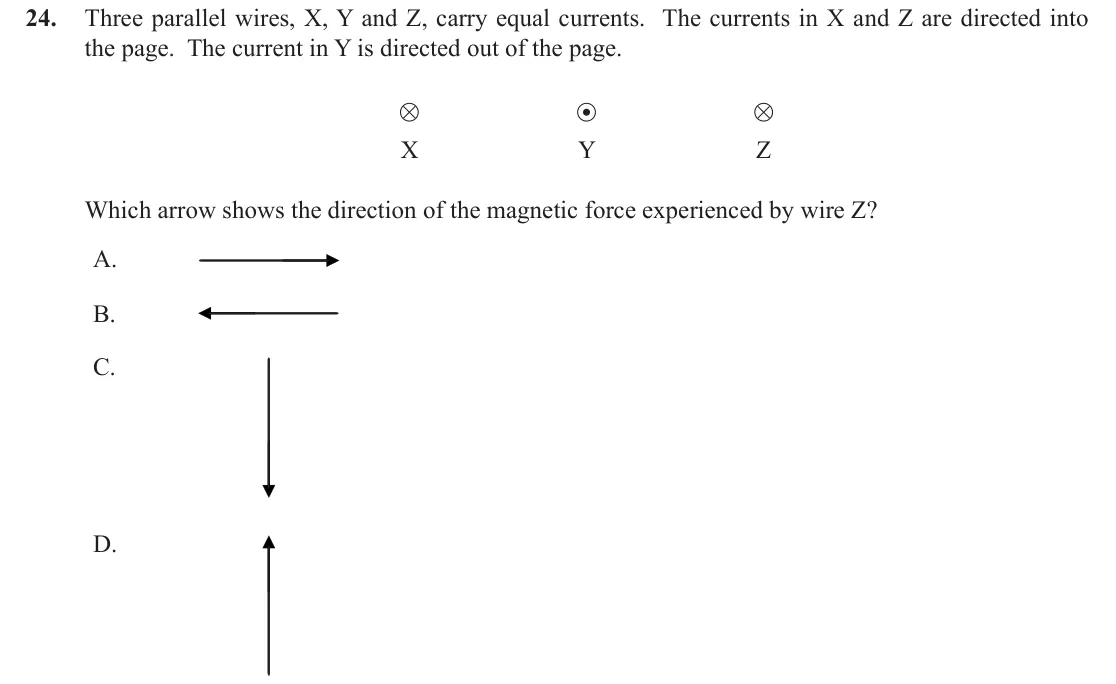 24. Three parallel wires, X, Y and Z, carry equal currents. The currents in X and Z are directed into
the page. The current in Y is directed out of the page.
X Y Z
Which arrow shows the direction of the magnetic force experienced by wire Z?
A.
B.
C.
D.